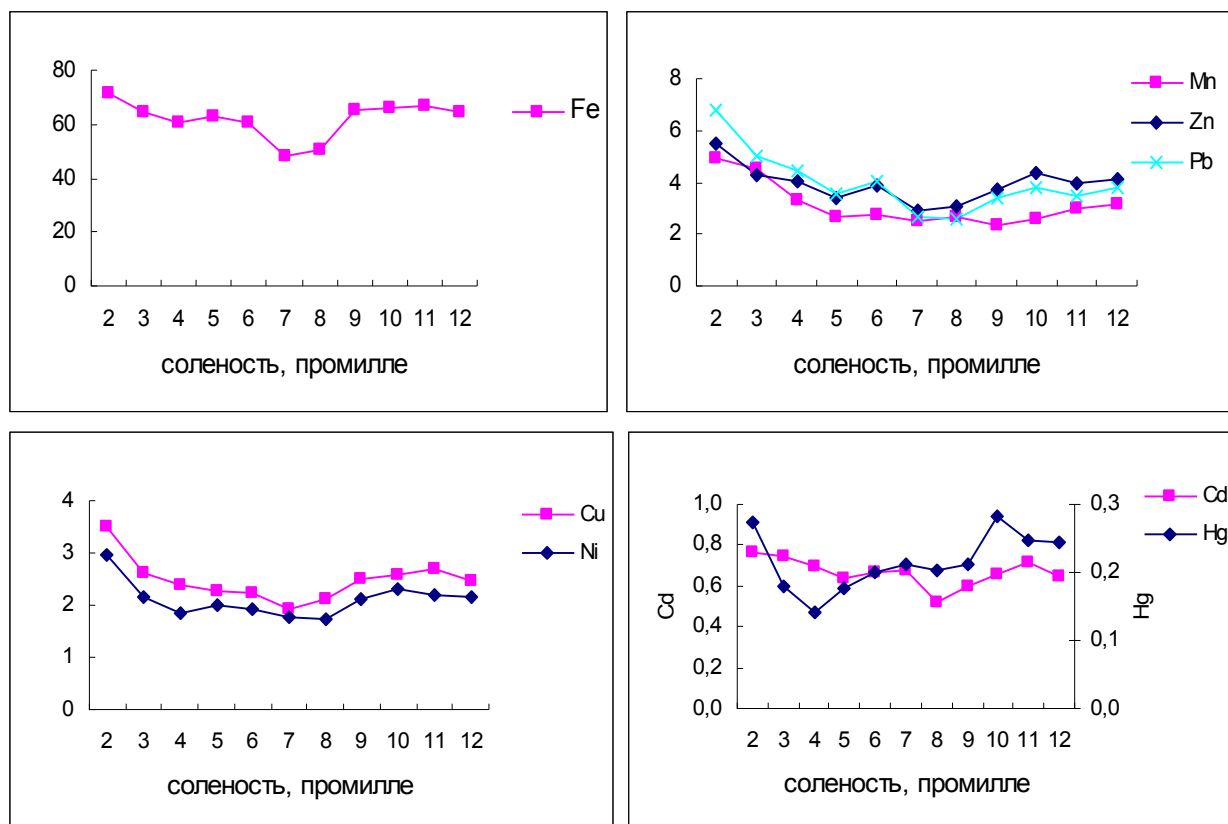 80
60
40
20
0
2 3 4 5 6 7 8 9 10 11 12
соленость, промилле
Fe
8
6
4
2
0
2 3 4 5 6 7 8 9 10 11 12
соленость, промилле
Mn
Zn
Pb
4
3
2
1
0
2 3 4 5 6 7 8 9 10 11 12
соленость, промилле
Cu
Ni
Cd
1,0
0,8
0,6
0,4
0,2
0,0
2 3 4 5 6 7 8 9 10 11 12
соленость, промилле
0,3
0,2
0,1
0,0
Hg
Cd
Hg